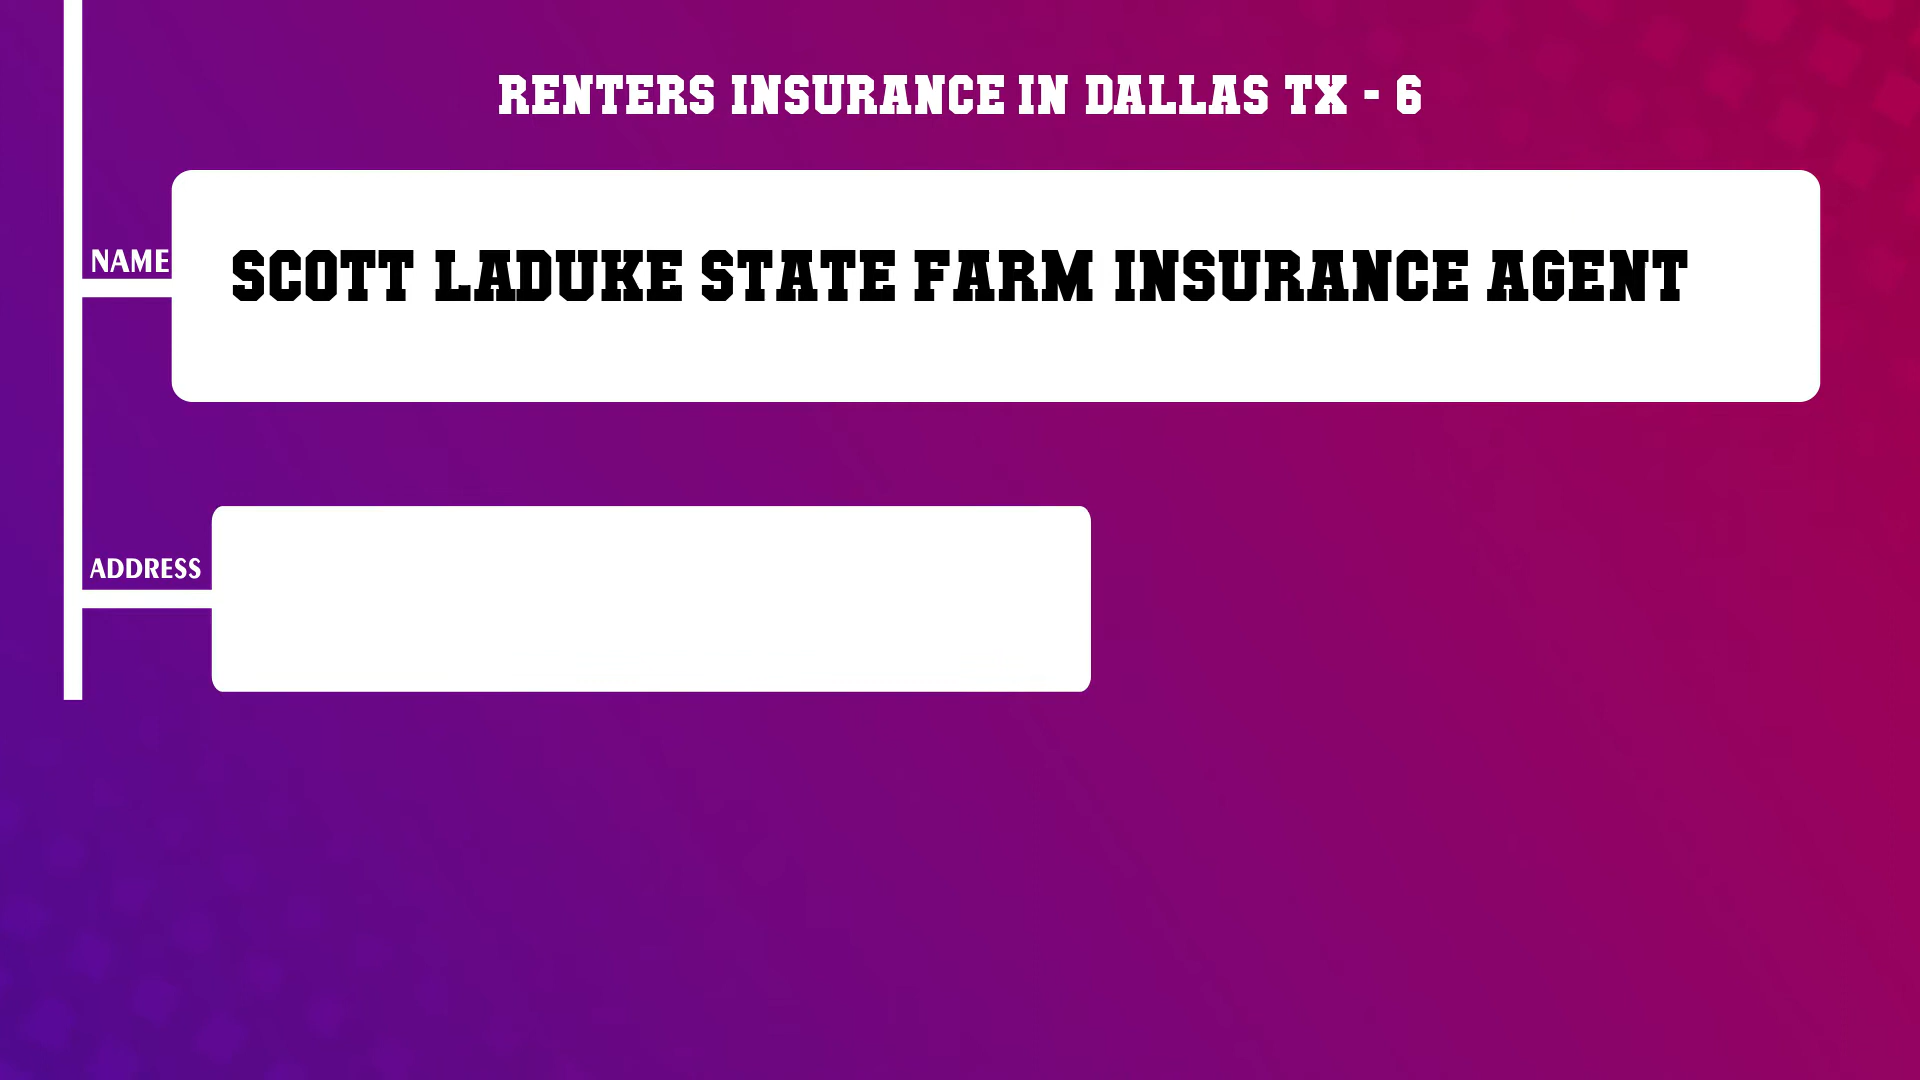 RENTERS INSURANCE IN DALLAS TX - 6
NAME
SCOTT LADUKE STATE FARM INSURANCE AGENT
ADDRESS